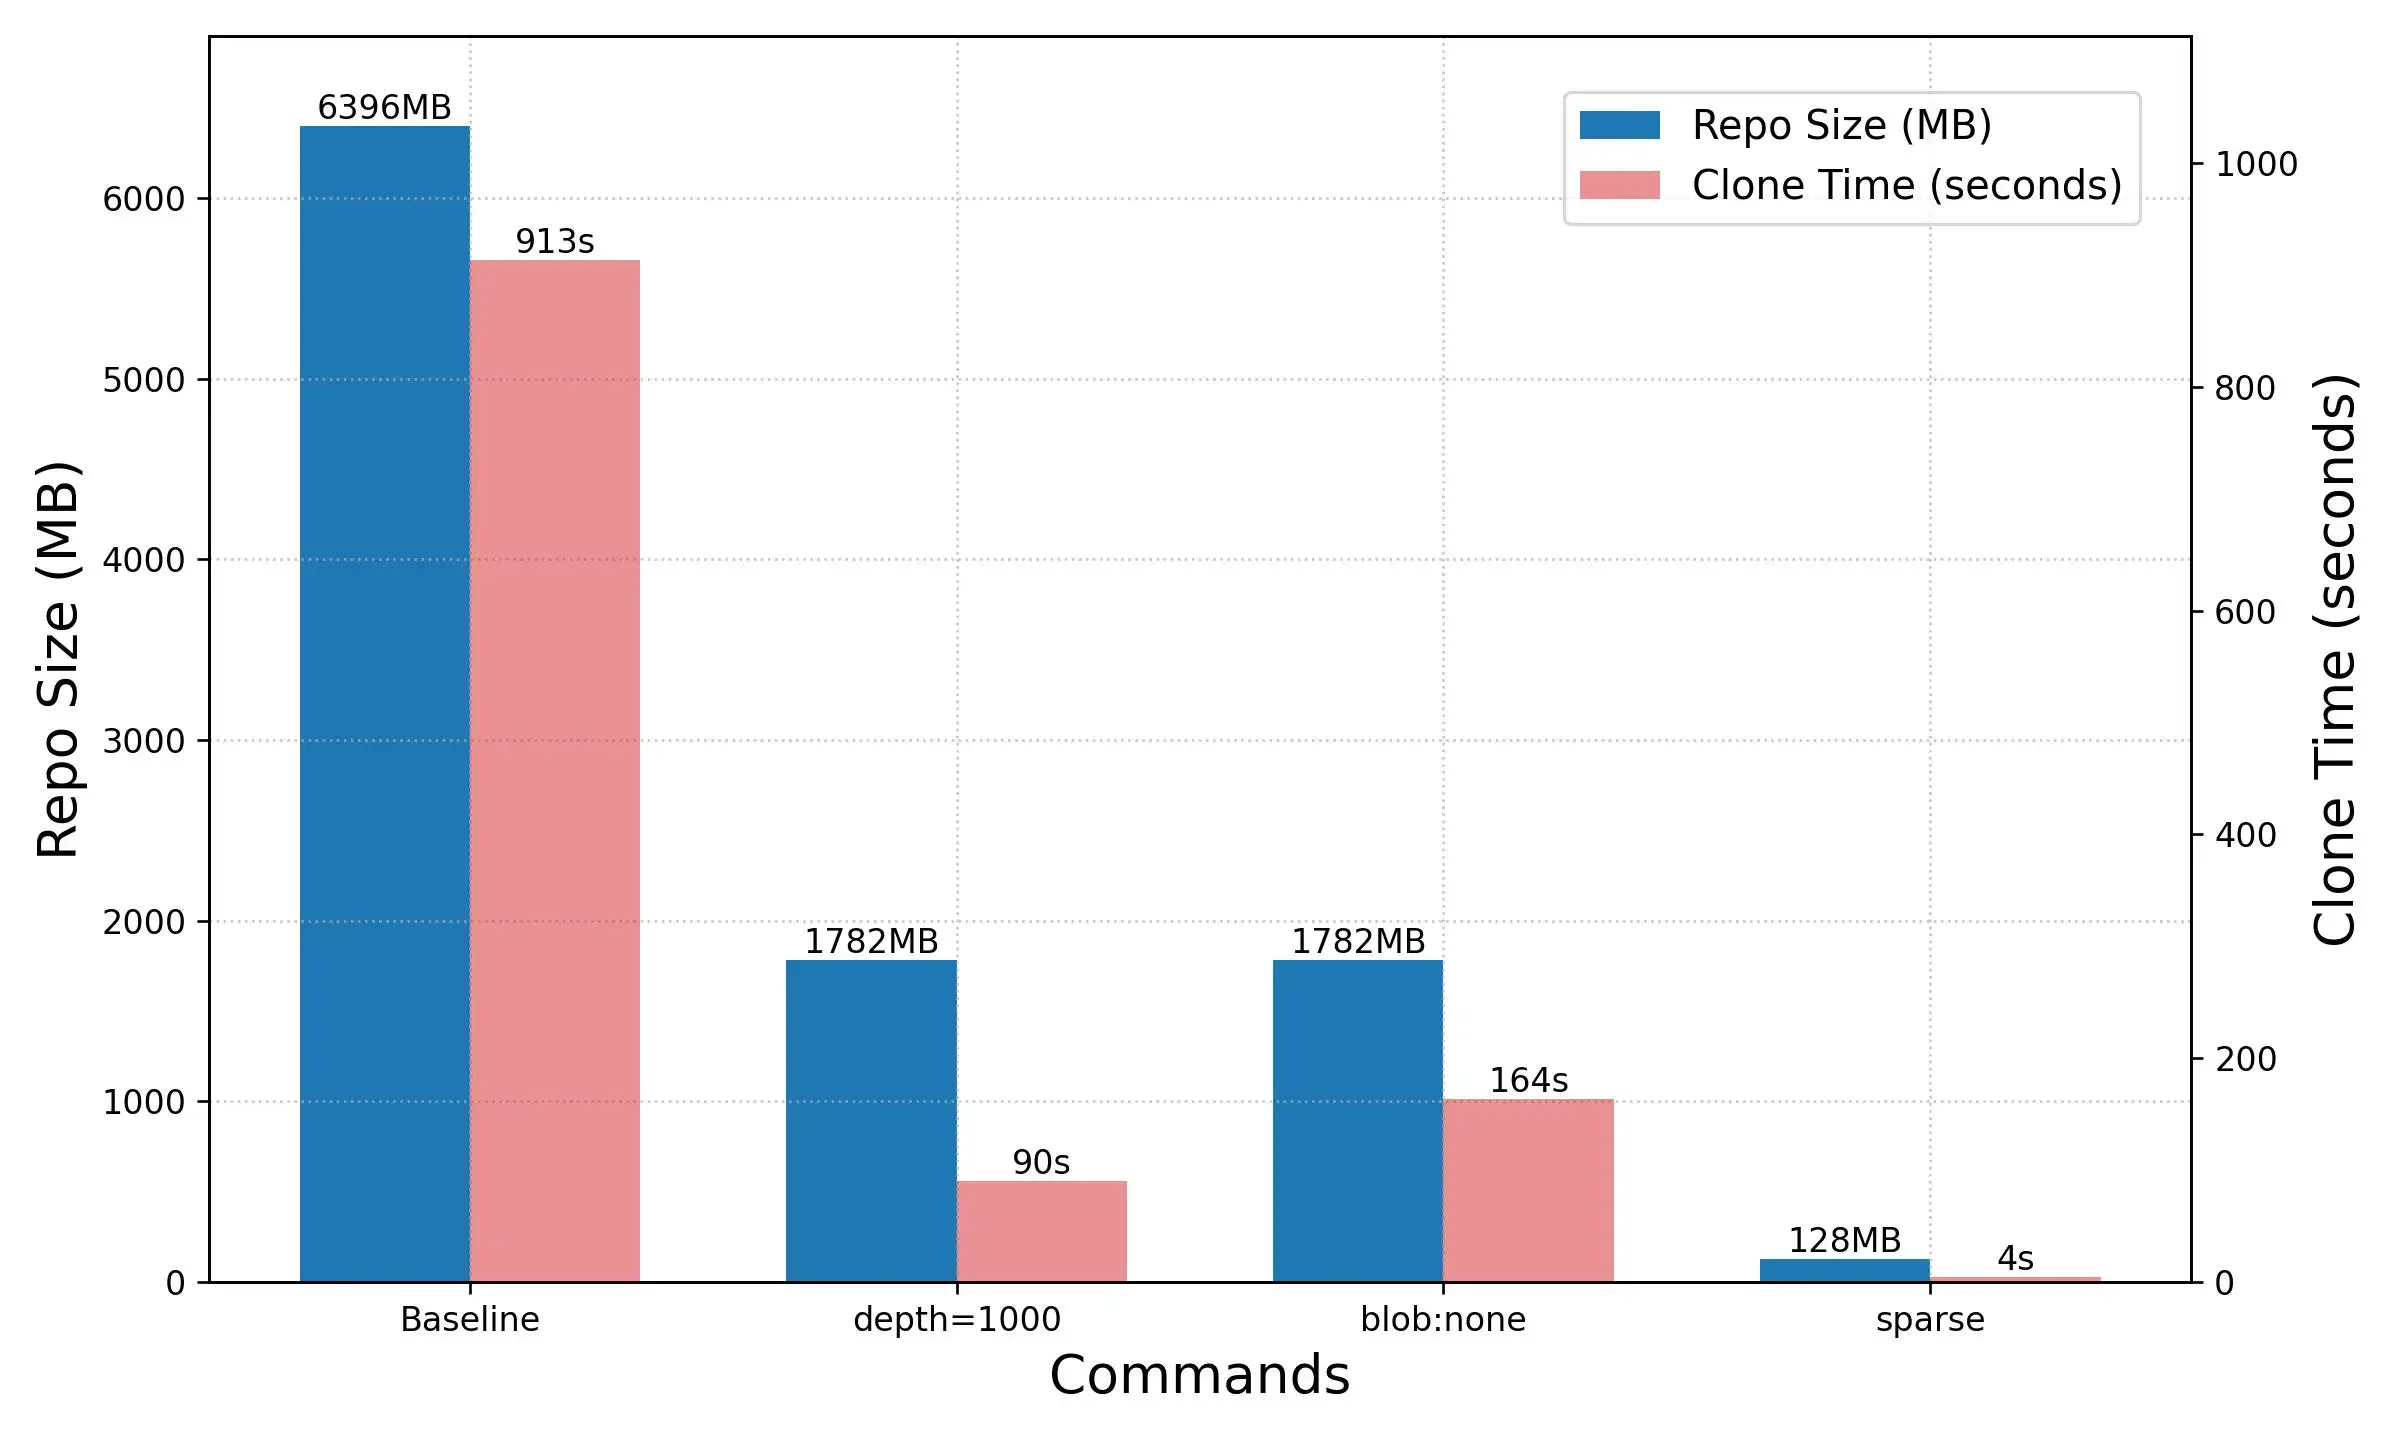 6396MB
913s
1782MB
90s
1782MB
164s
128MB
4s
Repo Size (MB)
Clone Time (seconds)
6000
5000
4000
3000
2000
1000
0
Repo Size (MB)
1000
800
600
400
200
0
Clone Time (seconds)
Baseline
depth=1000
blob:none
sparse
Commands